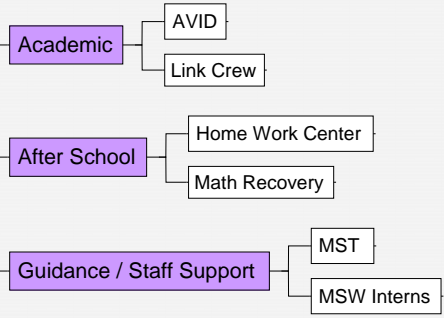 Academic
AVID
Link Crew
After School
Home Work Center
Math Recovery
Guidance / Staff Support
MST
MSW Interns